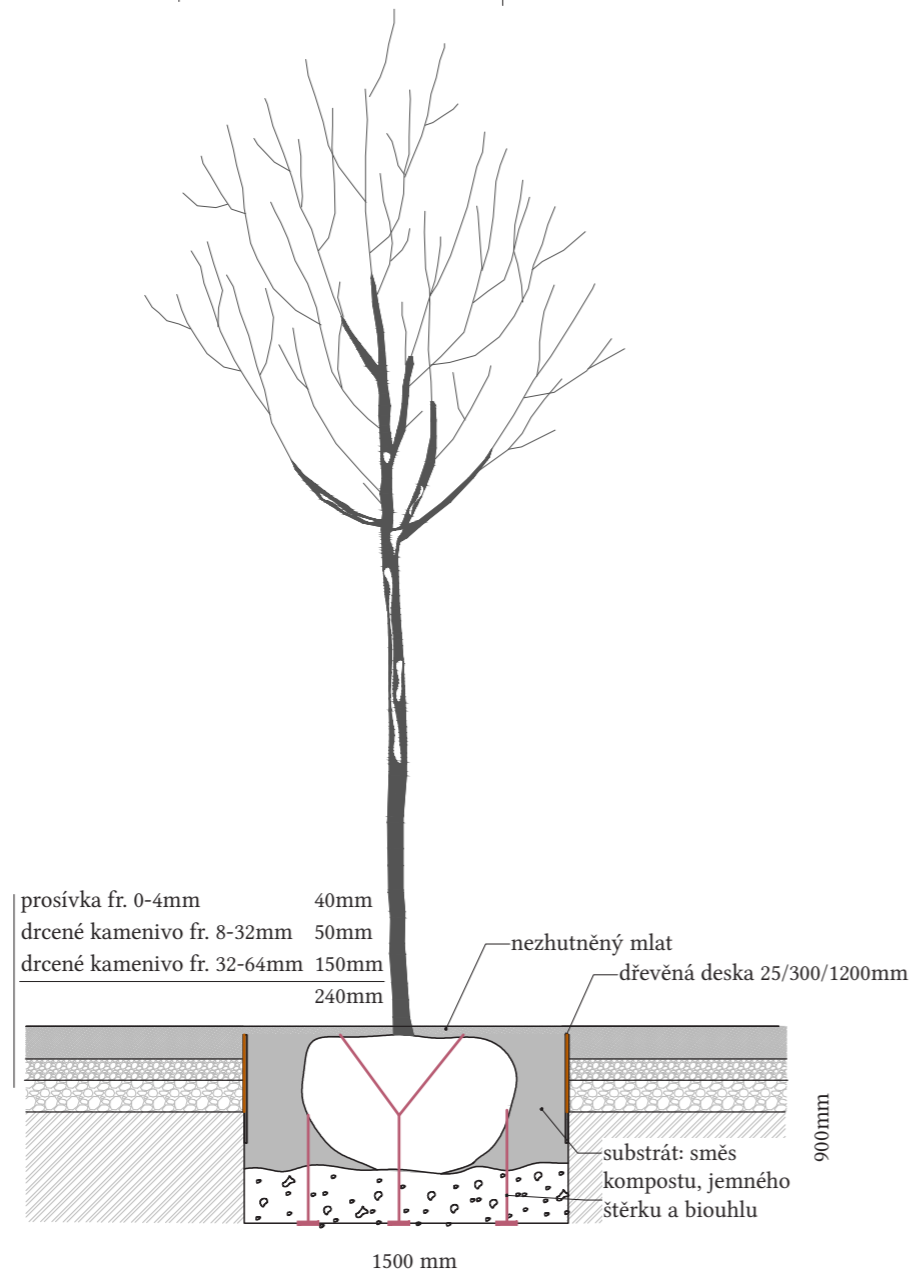 prosívka fr. 0-4mm 40mm
drcené kamenivo fr. 8-32mm 50mm
drcené kamenivo fr. 32-64mm 150mm
240mm
nezhutněný mlat
dřevěná deska 25/300/1200mm
900mm
substrát: směs
kompostu, jemného
štěrku a biouhlu
1500 mm